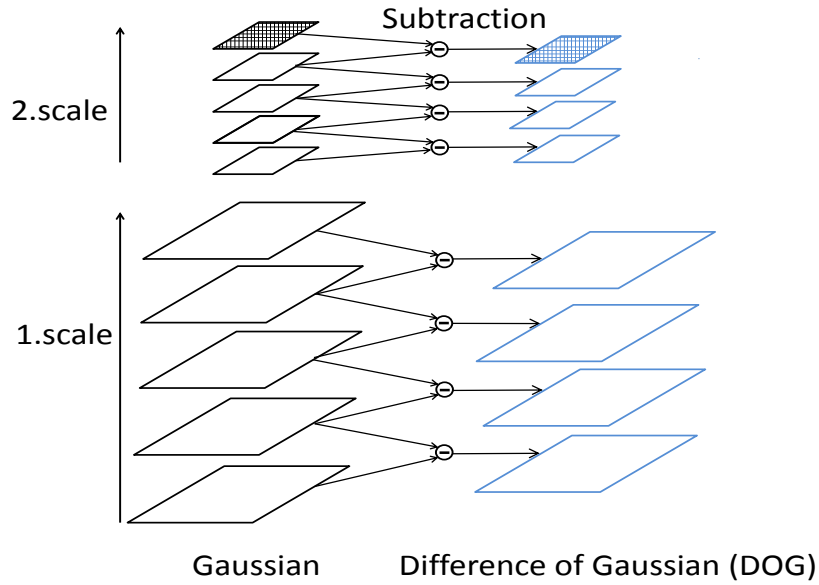 Subtraction
2.scale
1.scale
Gaussian
Difference of Gaussian (DOG)